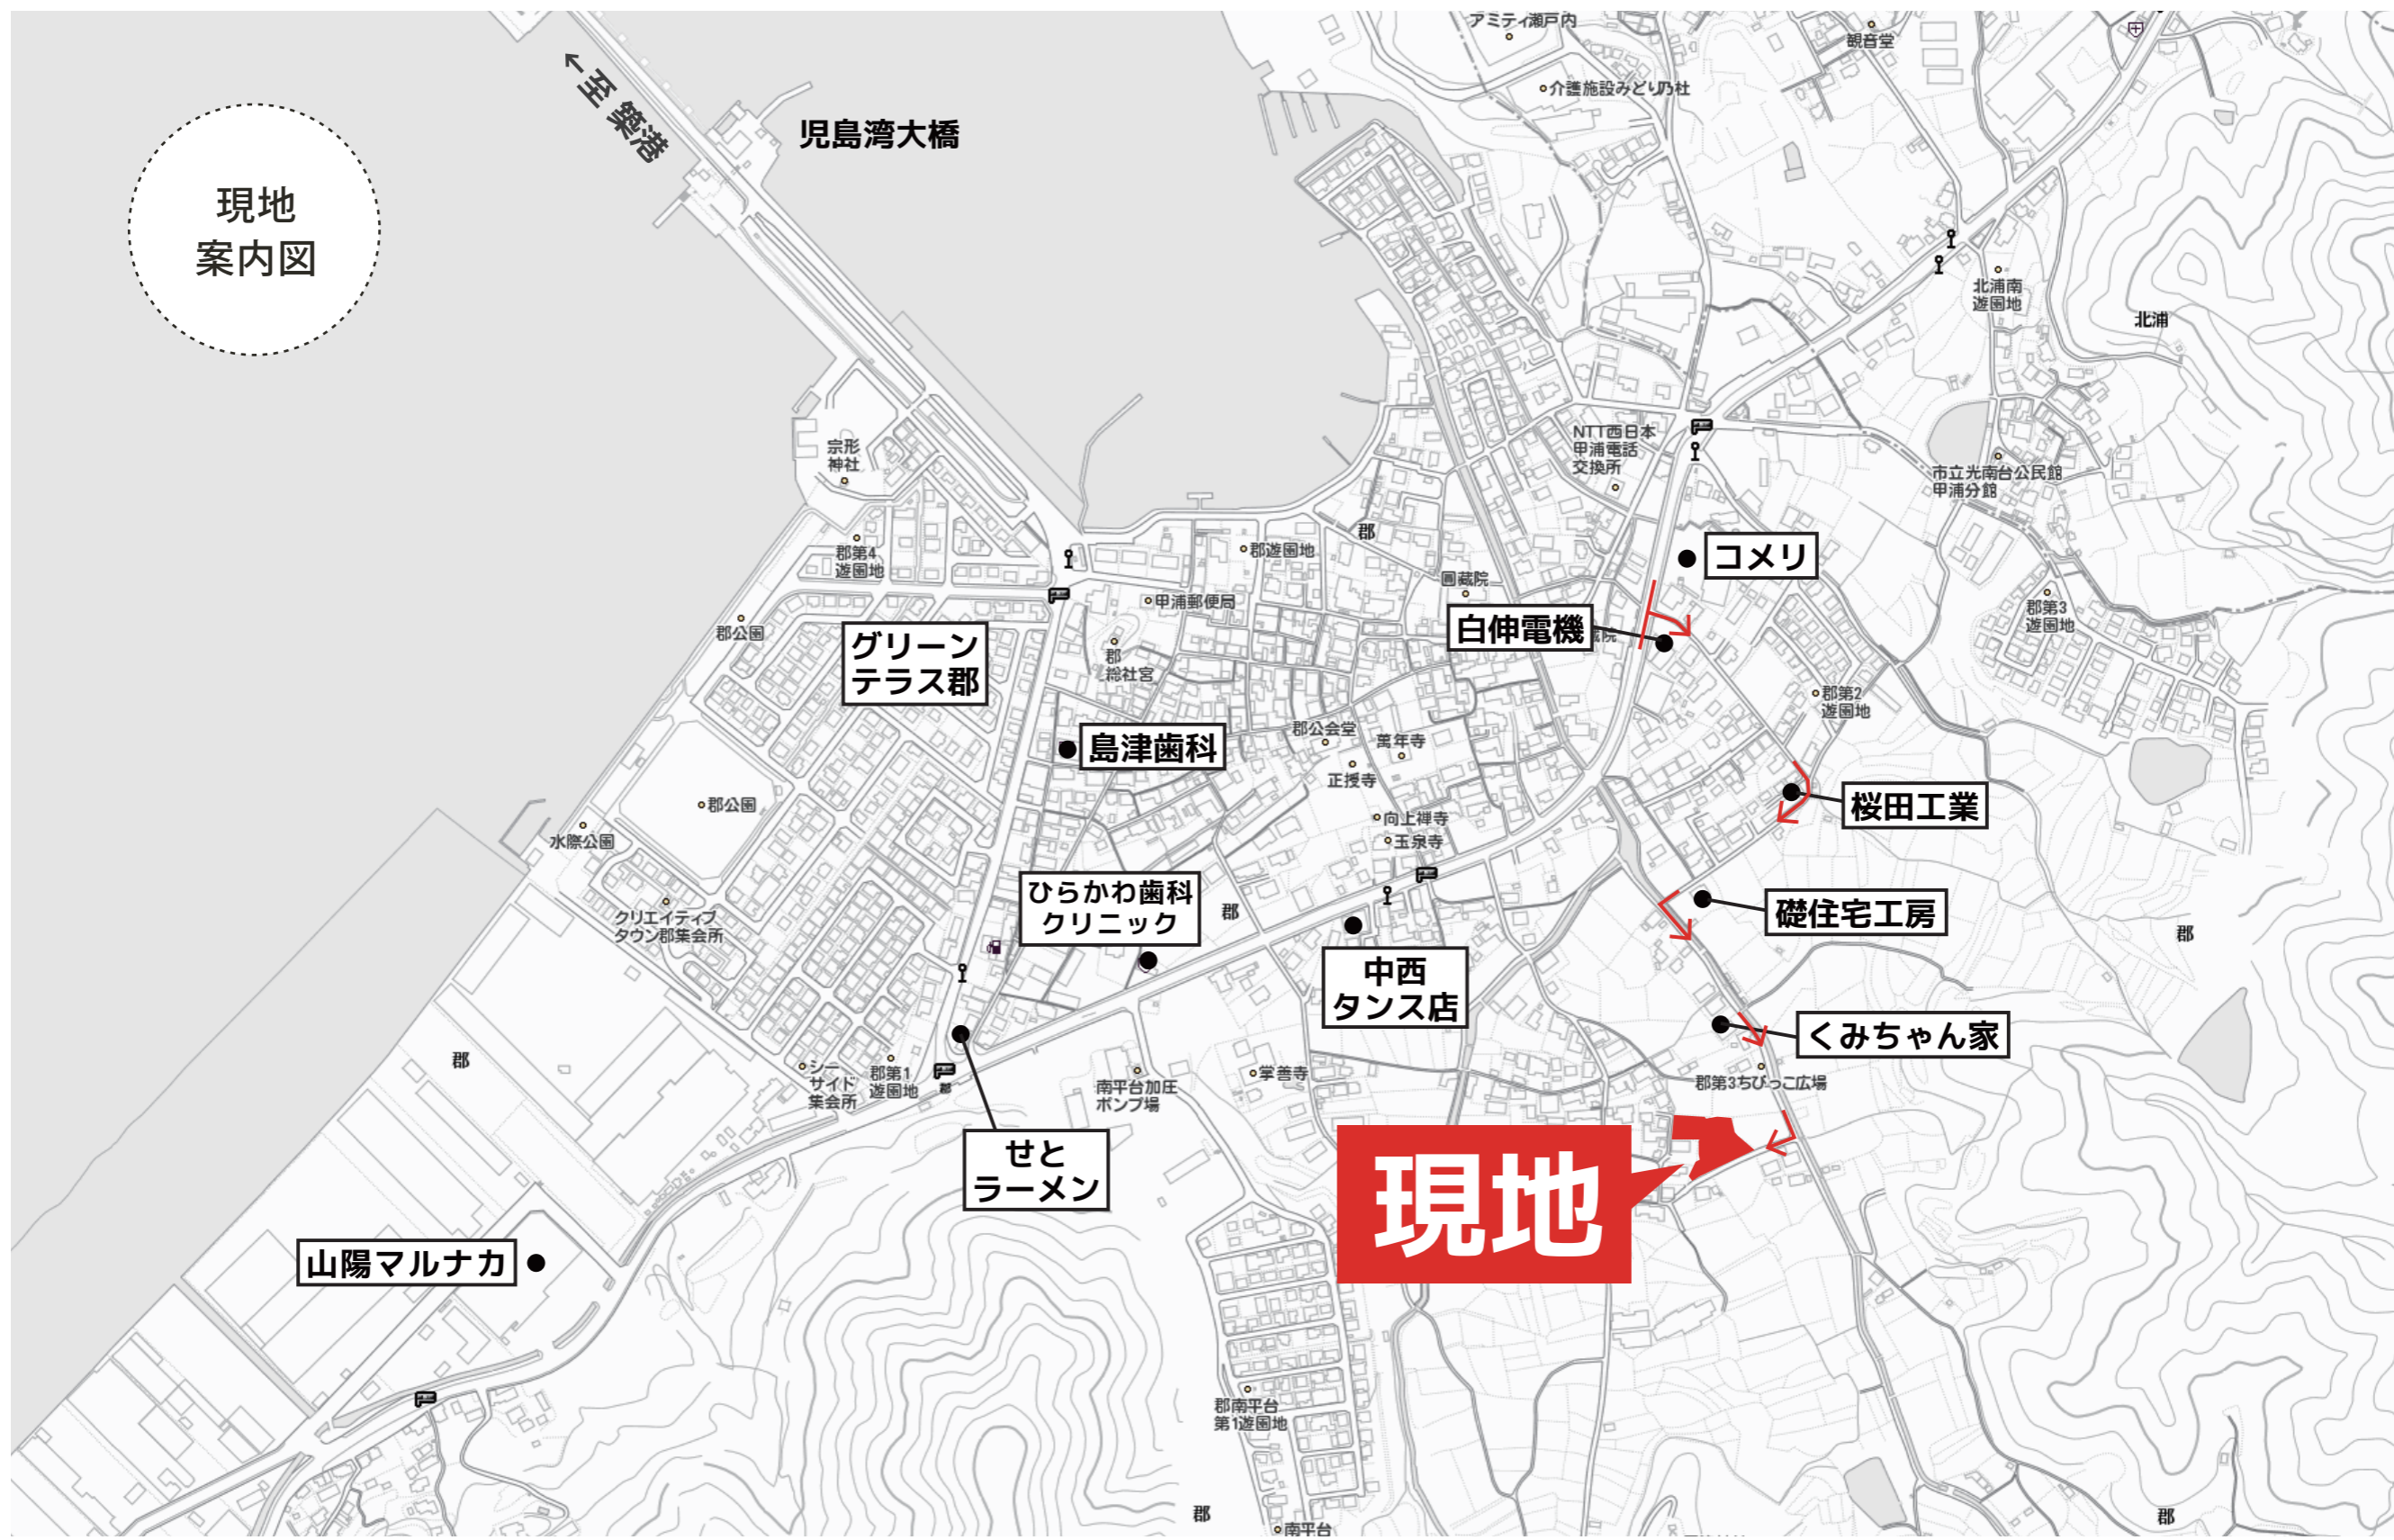 アミティ瀬戸内
観音堂
介護施設みどり乃杜
←至 築港
児島湾大橋
現地
案内図
北浦南
遊園地
北浦
宗形
神社
NTT西日本
甲浦電話
交換所
市立光南台公民館
甲浦分館
郡
コメリ
郡第4
遊園地
郡遊園地
圓蔵院
甲浦郵便局
郡第3
遊園地
郡公園
白伸電機
蔵院
グリーン
テラス郡
郡
総社宮
郡第2
遊園地
島津歯科
郡公会堂
萬年寺
正授寺
郡公園
桜田工業
向上禅寺
玉泉寺
水際公園
ひらかわ歯科
クリニック
郡
クリエイティブ
タウン郡集会所
礎住宅工房
郡
中西
タンス店
くみちゃん家
郡
シー
サイド
集会所
郡第1
遊園地
郡
南平台加圧
ポンプ場
掌善寺
郡第3ちびっこ広場
せと
ラーメン
現地
山陽マルナカ
郡南平台
第1遊園地
郡
郡
南平台